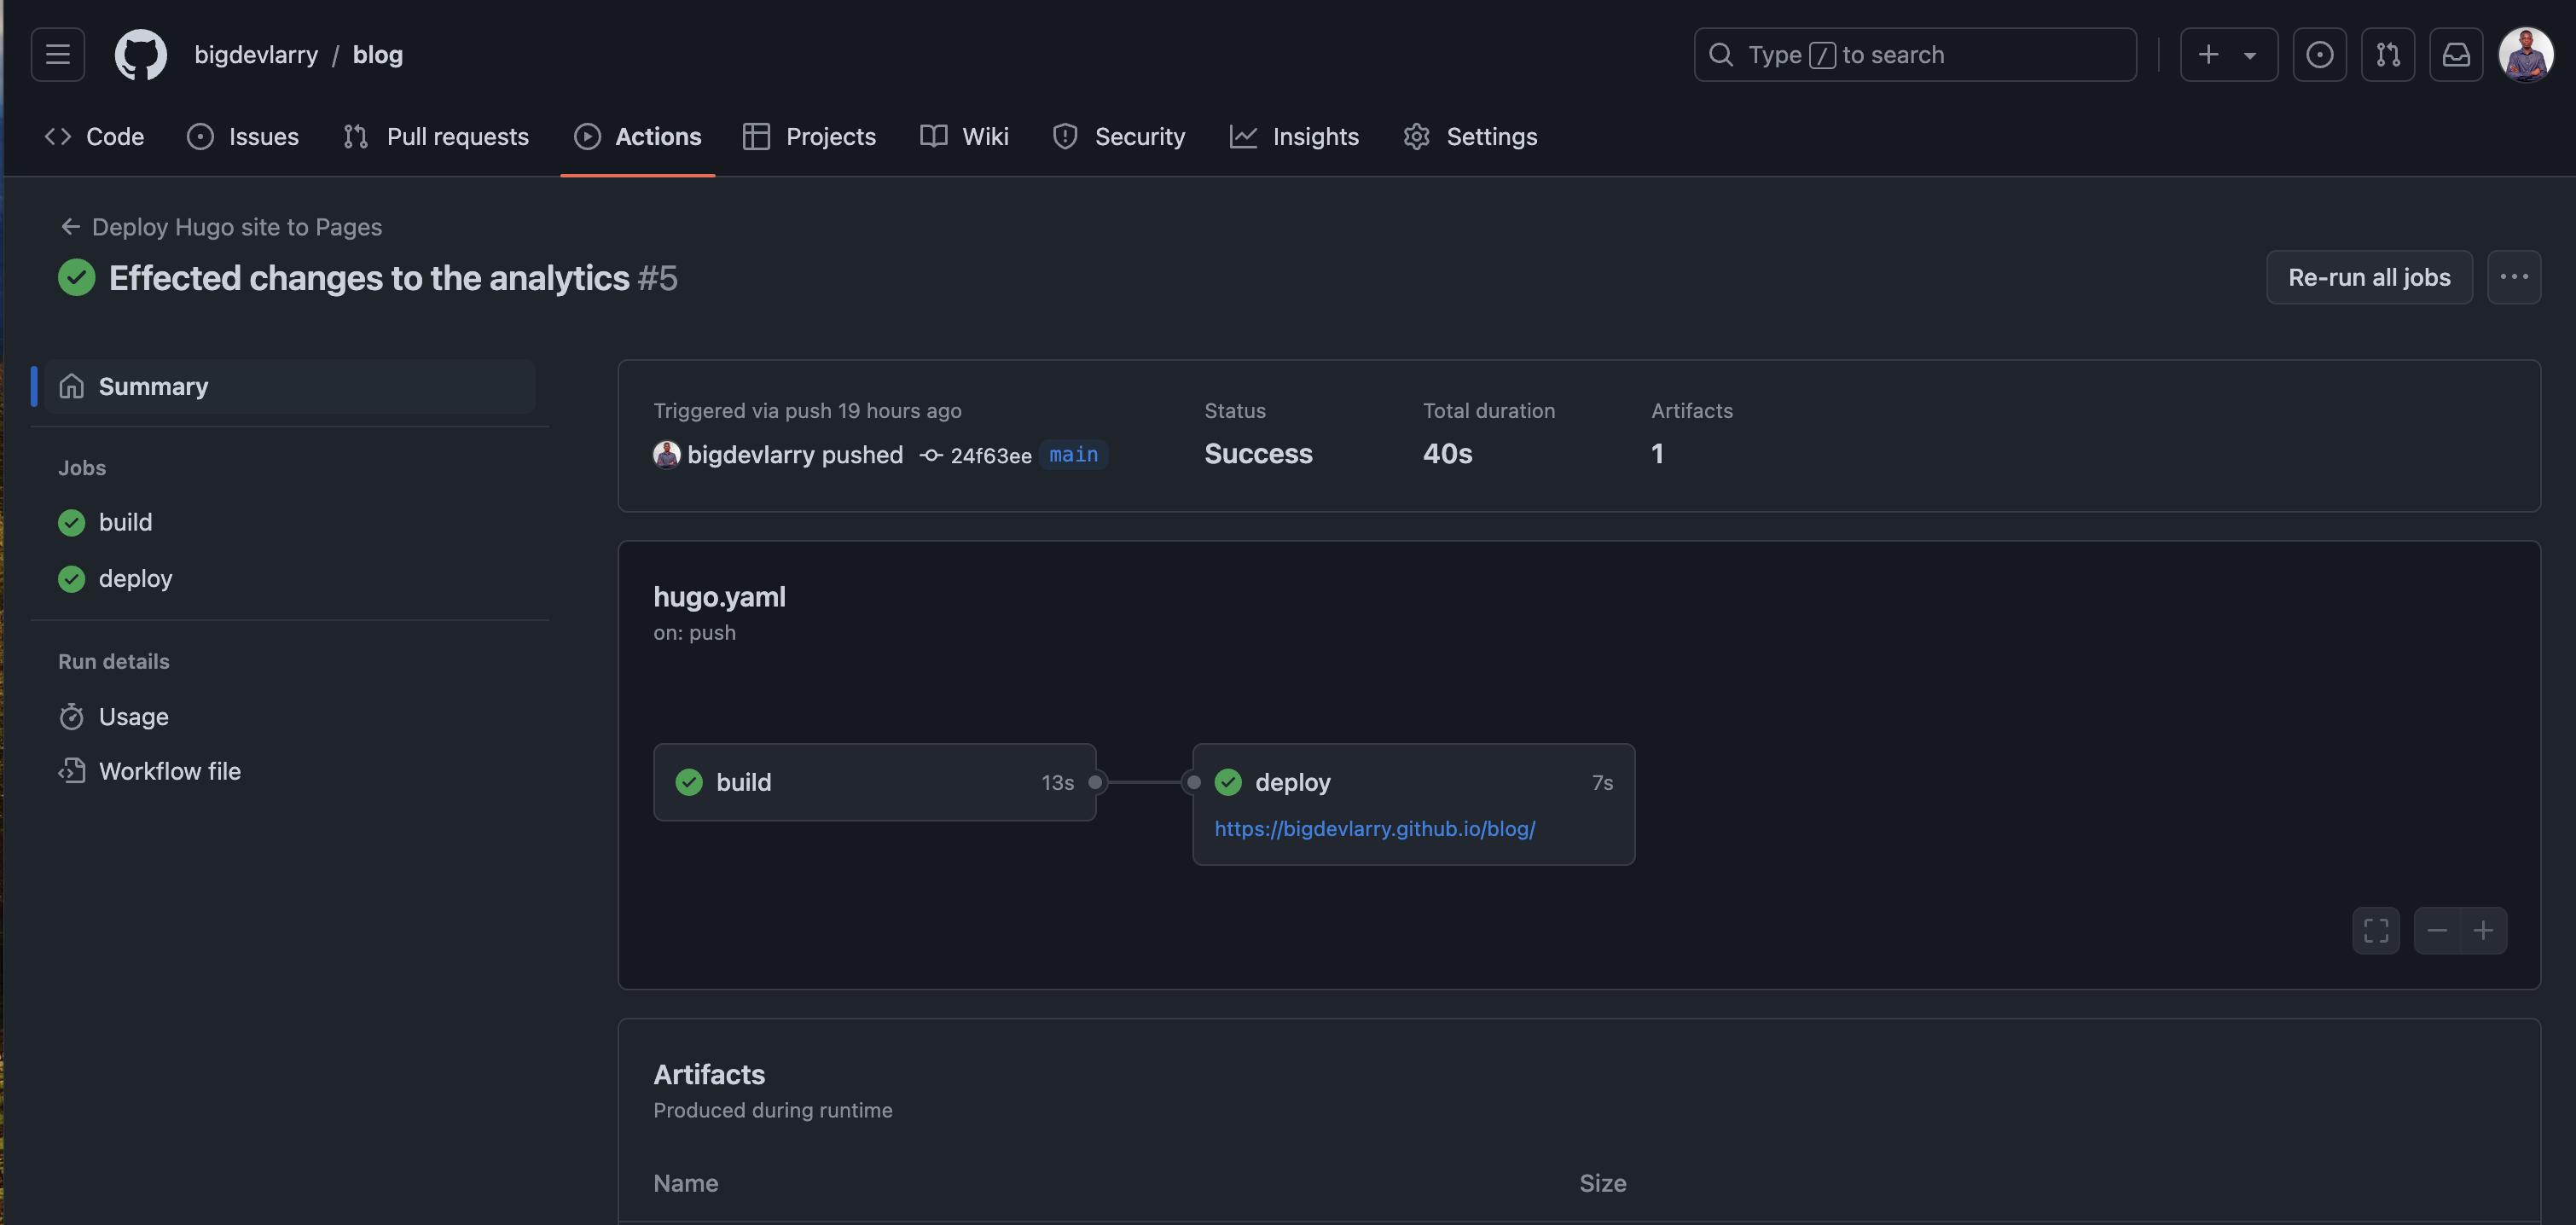 bigdevlarry / blog
Type / to search
Code
Issues
Pull requests
Actions
Projects
Wiki
Security
Insights
Settings
Deploy Hugo site to Pages
Effected changes to the analytics #5
Re-run all jobs
Summary
Jobs
build
deploy
Run details
Usage
Workflow file
Triggered via push 19 hours ago
bigdevlarry pushed 24f63ee main
Status
Success
Total duration
40s
Artifacts
1
hugo.yaml
on: push
build 13s
deploy 7s
https://bigdevlarry.github.io/blog/
Artifacts
Produced during runtime
Name Size